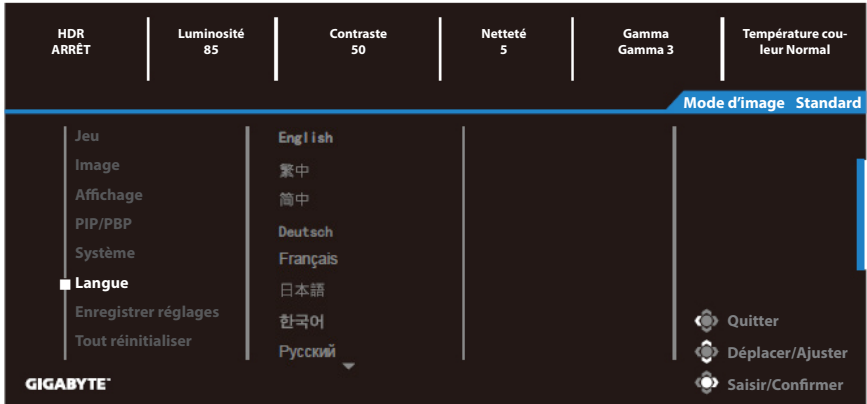 HDR
ARRÊT
Luminosité
85
Contraste
50
Netteté
5
Gamma
Gamma 3
Température cou-
leur Normal
Mode d'image Standard
Jeu
Image
Affichage
PIP/PBP
Système
Langue
Enregistrer réglages
Tout réinitialiser
English
繁中
简中
Deutsch
Français
日本語
한국어
Русский
Quitter
Déplacer/Ajuster
Saisir/Confirmer
GIGABYTE™